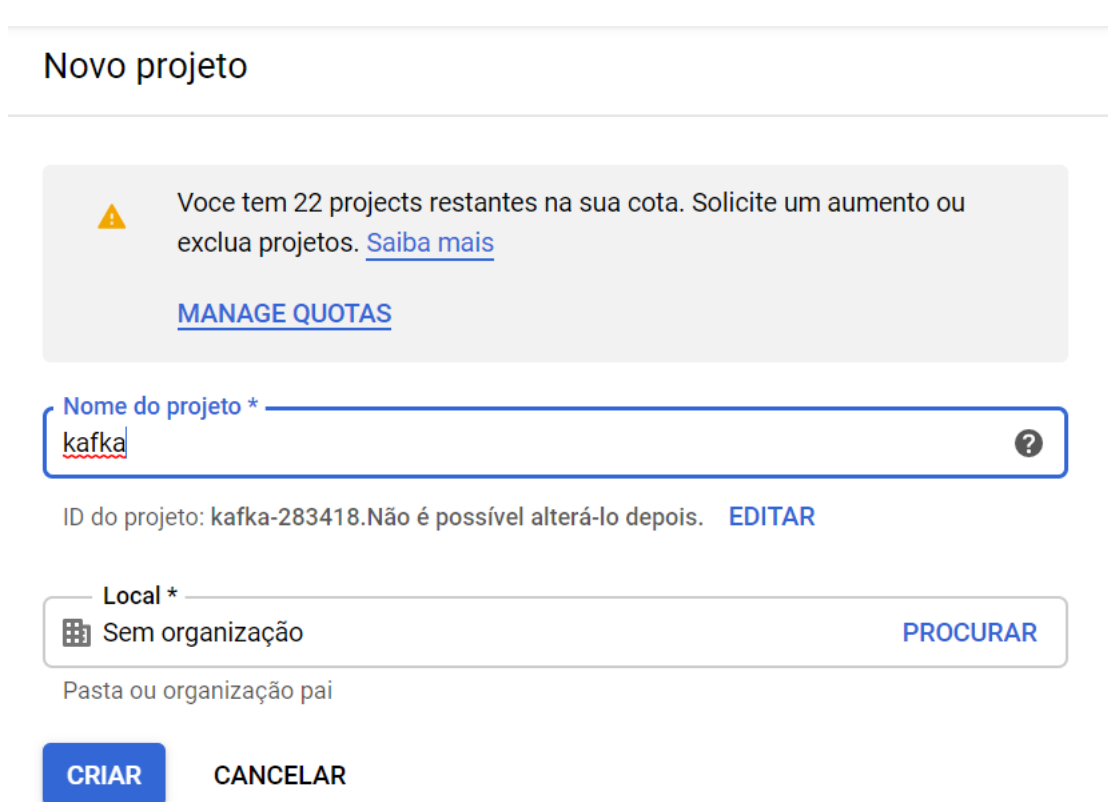 Novo projeto
Voce tem 22 projects restantes na sua cota. Solicite um aumento ou
exclua projetos. Saiba mais
MANAGE QUOTAS
Nome do projeto *
kafka
ID do projeto: kafka-283418.Não é possível alterá-lo depois. EDITAR
Local *
Sem organização PROCURAR
Pasta ou organização pai
CRIAR CANCELAR